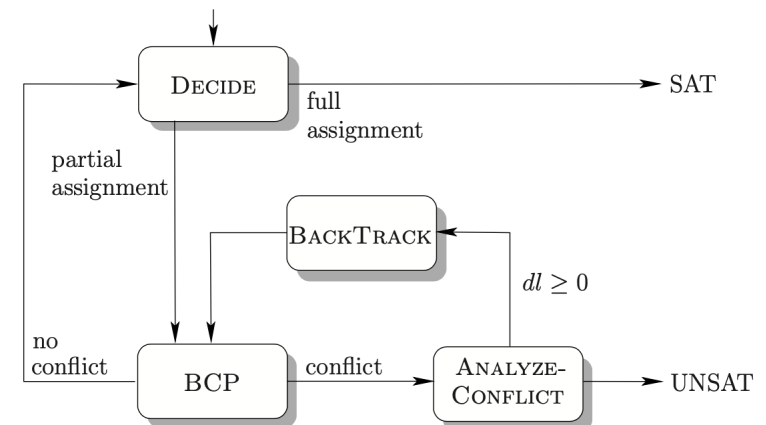 DECIDE
SAT
full
assignment
partial
assignment
BACKTRACK
dl ≥ 0
no
conflict
BCP
conflict
ANALYZE-
CONFLICT
UNSAT